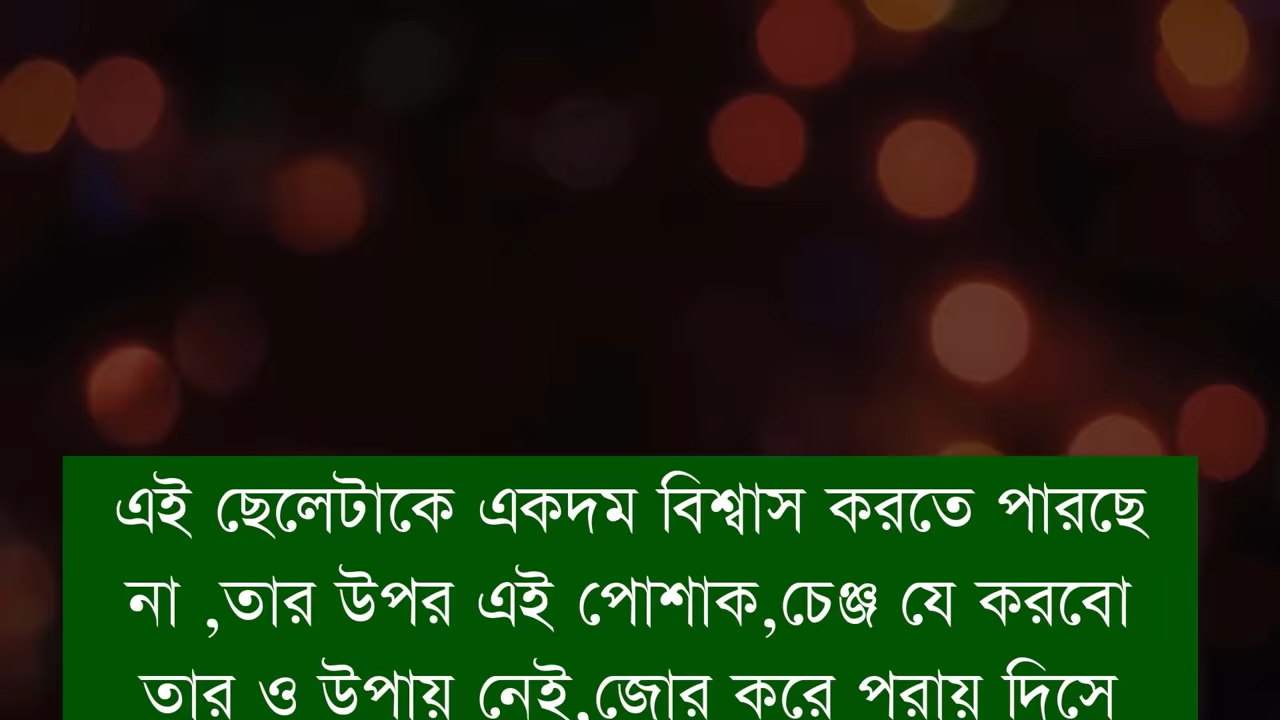 এই ছেলেটাকে একদম বিশ্বাস করতে পারছে
না ,তার উপর এই পোশাক,চেঞ্জ যে করবো
তার ও উপায় নেই,জোর করে পরায় দিসে